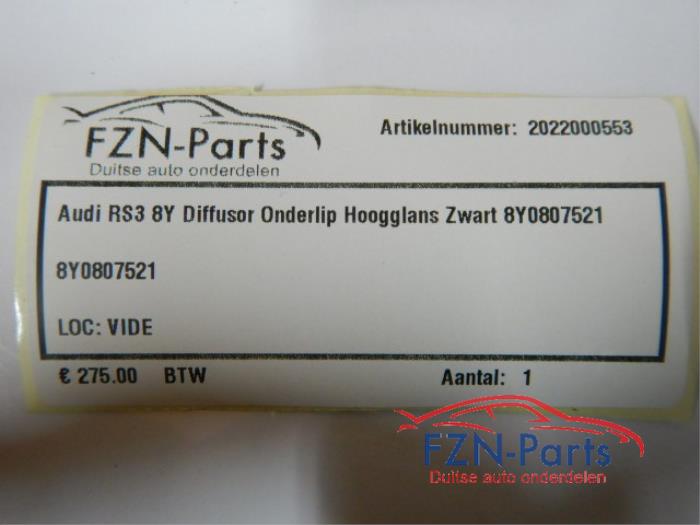 FZN-Parts
Duitse auto onderdelen
Artikelnummer: 2022000553
Audi RS3 8Y Diffusor Onderlip Hoogglans Zwart 8Y0807521
8Y0807521
LOC: VIDE
€ 275.00 BTW
Aantal: 1
FZN-Parts
Duitse auto onderdelen